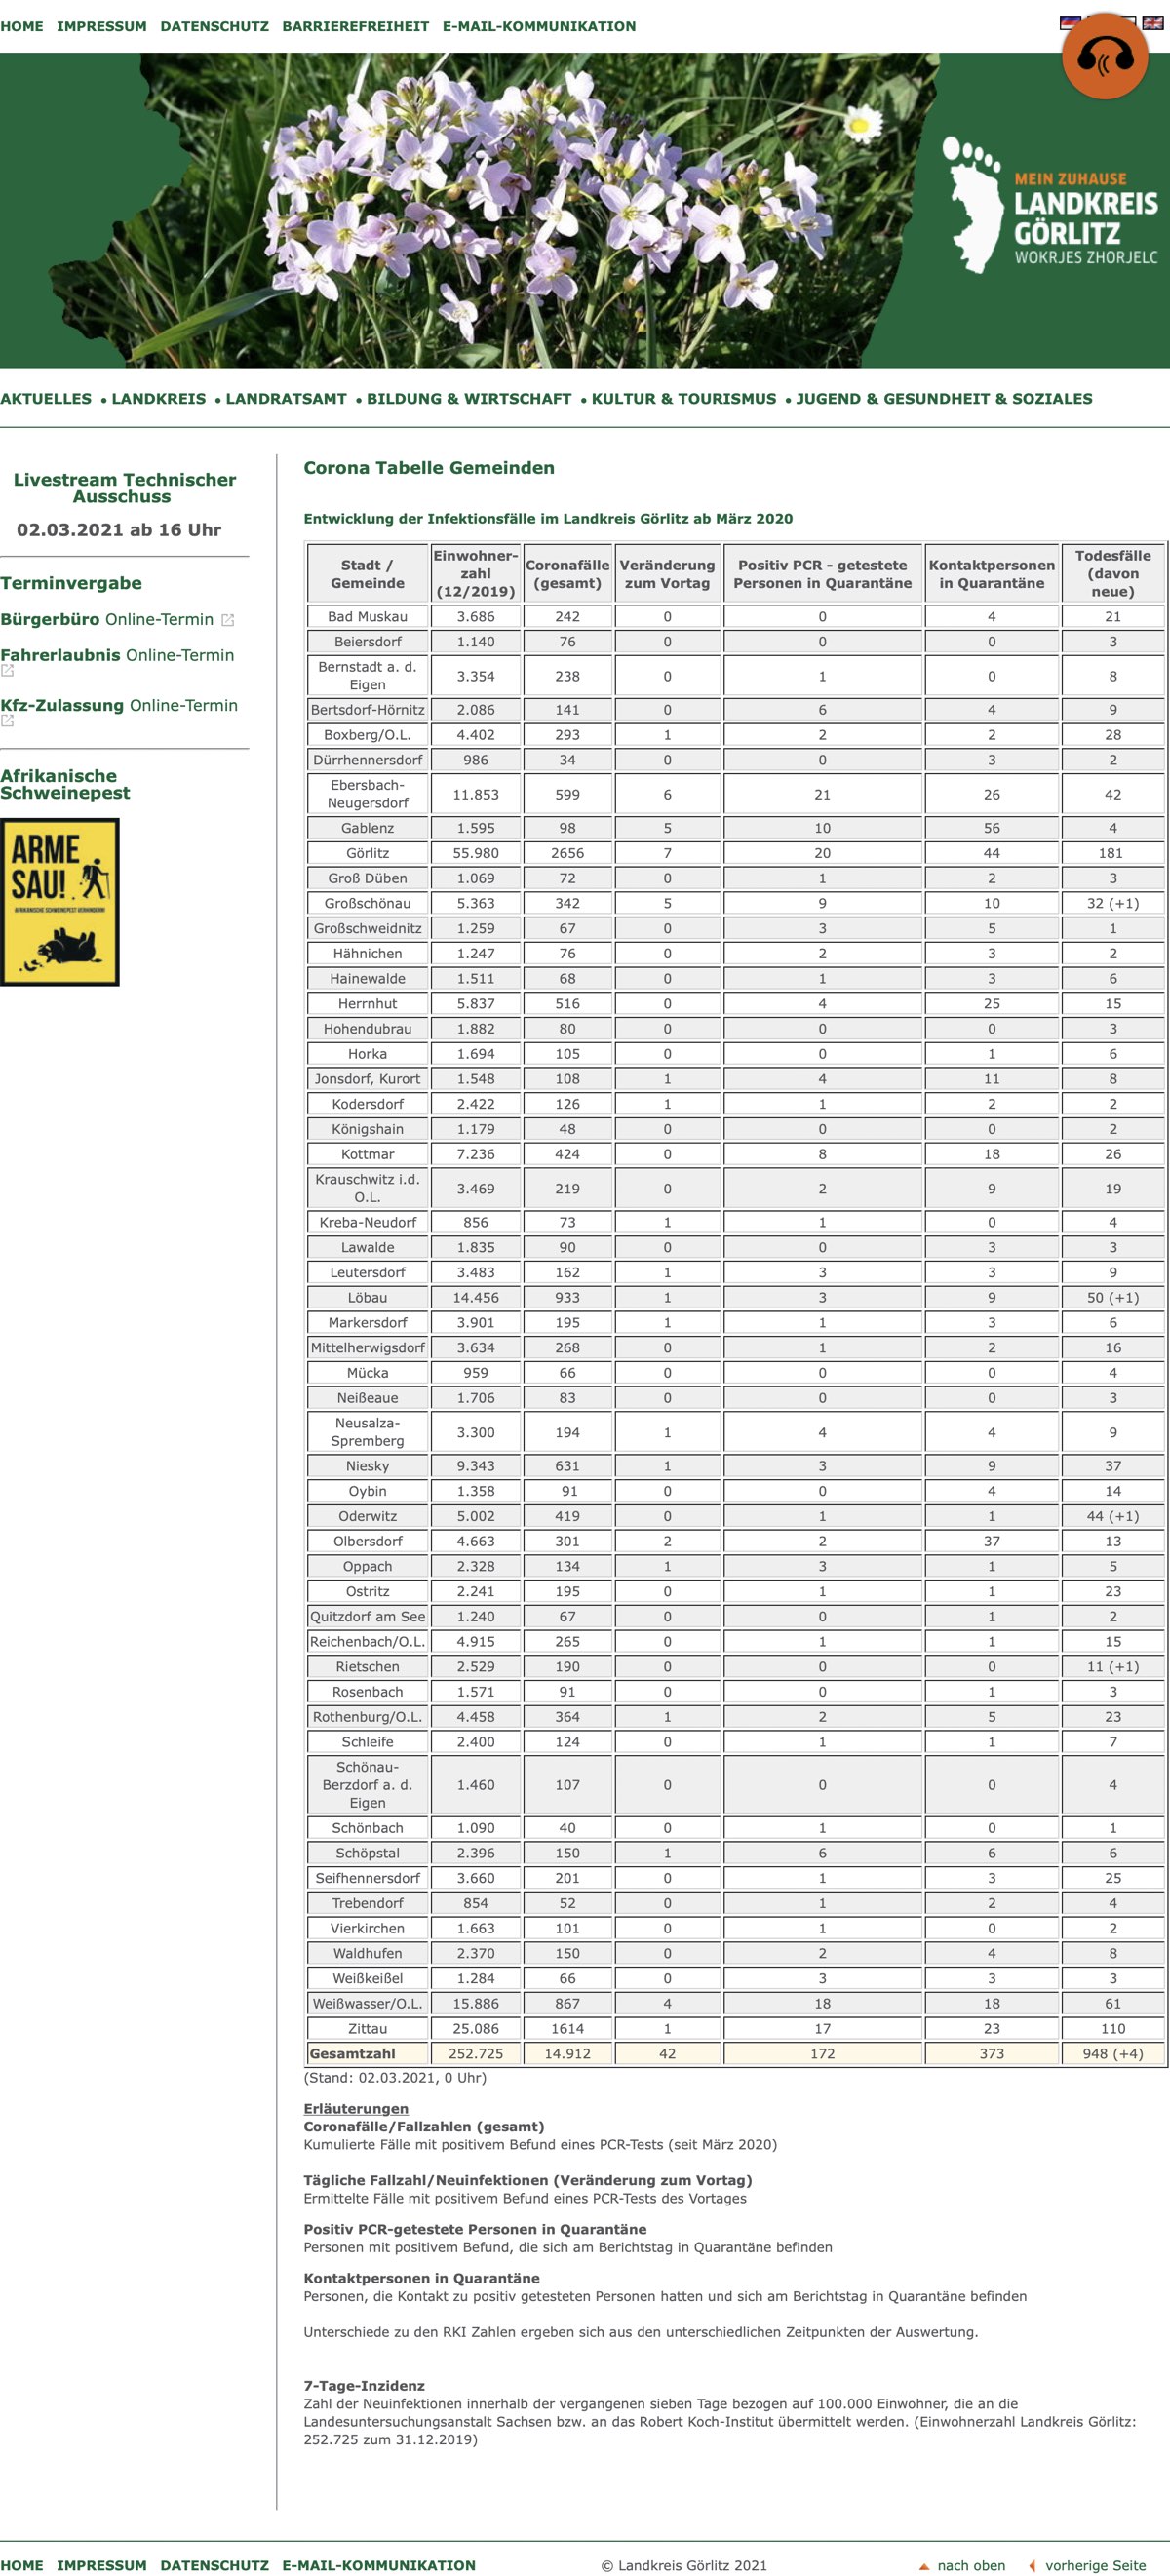 HOME IMPRESSUM DATENSCHUTZ BARRIEREFREIHEIT E-MAIL-KOMMUNIKATION
MEIN ZUHAUSE
LANDKREIS
GÖRLITZ
WOKRJES ZHORJELC
AKTUELLES • LANDKREIS • LANDRATSAMT • BILDUNG & WIRTSCHAFT • KULTUR & TOURISMUS • JUGEND & GESUNDHEIT & SOZIALES
Livestream Technischer
Ausschuss
02.03.2021 ab 16 Uhr
Terminvergabe
Bürgerbüro Online-Termin
Fahrerlaubnis Online-Termin
Kfz-Zulassung Online-Termin
Afrikanische
Schweinepest
ARME
SAU!
AFRIKANISCHE SCHWEINEPEST VERHINDERN!
Corona Tabelle Gemeinden
Entwicklung der Infektionsfälle im Landkreis Görlitz ab März 2020
Stadt / Gemeinde Einwohner-zahl (12/2019) Coronafälle (gesamt) Veränderung zum Vortag Positiv PCR - getestete Personen in Quarantäne Kontaktpersonen in Quarantäne Todesfälle (davon neue)
Bad Muskau 3.686 242 0 0 4 21
Beiersdorf 1.140 76 0 0 0 3
Bernstadt a. d. Eigen 3.354 238 0 1 0 8
Bertsdorf-Hörnitz 2.086 141 0 6 4 9
Boxberg/O.L. 4.402 293 1 2 2 28
Dürrhennersdorf 986 34 0 0 3 2
Ebersbach-Neugersdorf 11.853 599 6 21 26 42
Gablenz 1.595 98 5 10 56 4
Görlitz 55.980 2656 7 20 44 181
Groß Düben 1.069 72 0 1 2 3
Großschönau 5.363 342 5 9 10 32 (+1)
Großschweidnitz 1.259 67 0 3 5 1
Hähnichen 1.247 76 0 2 3 2
Hainewalde 1.511 68 0 1 3 6
Herrnhut 5.837 516 0 4 25 15
Hohendubrau 1.882 80 0 0 0 3
Horka 1.694 105 0 0 1 6
Jonsdorf, Kurort 1.548 108 1 4 11 8
Kodersdorf 2.422 126 1 1 2 2
Königshain 1.179 48 0 0 0 2
Kottmar 7.236 424 0 8 18 26
Krauschwitz i.d. O.L. 3.469 219 0 2 9 19
Kreba-Neudorf 856 73 1 1 0 4
Lawalde 1.835 90 0 0 3 3
Leutersdorf 3.483 162 1 3 3 9
Löbau 14.456 933 1 3 9 50 (+1)
Markersdorf 3.901 195 1 1 3 6
Mittelherwigsdorf 3.634 268 0 1 2 16
Mücka 959 66 0 0 0 4
Neißeaue 1.706 83 0 0 0 3
Neusalza-Spremberg 3.300 194 1 4 4 9
Niesky 9.343 631 1 3 9 37
Oybin 1.358 91 0 0 4 14
Oderwitz 5.002 419 0 1 1 44 (+1)
Olbersdorf 4.663 301 2 2 37 13
Oppach 2.328 134 1 3 1 5
Ostritz 2.241 195 0 1 1 23
Quitzdorf am See 1.240 67 0 0 1 2
Reichenbach/O.L. 4.915 265 0 1 1 15
Rietschen 2.529 190 0 0 0 11 (+1)
Rosenbach 1.571 91 0 0 1 3
Rothenburg/O.L. 4.458 364 1 2 5 23
Schleife 2.400 124 0 1 1 7
Schönau-Berzdorf a. d. Eigen 1.460 107 0 0 0 4
Schönbach 1.090 40 0 1 0 1
Schöpstal 2.396 150 1 6 6 6
Seifhennersdorf 3.660 201 0 1 3 25
Trebendorf 854 52 0 1 2 4
Vierkirchen 1.663 101 0 1 0 2
Waldhufen 2.370 150 0 2 4 8
Weißkeißel 1.284 66 0 3 3 3
Weißwasser/O.L. 15.886 867 4 18 18 61
Zittau 25.086 1614 1 17 23 110
Gesamtzahl 252.725 14.912 42 172 373 948 (+4)
(Stand: 02.03.2021, 0 Uhr)
Erläuterungen
Coronafälle/Fallzahlen (gesamt)
Kumulierte Fälle mit positivem Befund eines PCR-Tests (seit März 2020)
Tägliche Fallzahl/Neuinfektionen (Veränderung zum Vortag)
Ermittelte Fälle mit positivem Befund eines PCR-Tests des Vortages
Positiv PCR-getestete Personen in Quarantäne
Personen mit positivem Befund, die sich am Berichtstag in Quarantäne befinden
Kontaktpersonen in Quarantäne
Personen, die Kontakt zu positiv getesteten Personen hatten und sich am Berichtstag in Quarantäne befinden
Unterschiede zu den RKI Zahlen ergeben sich aus den unterschiedlichen Zeitpunkten der Auswertung.
7-Tage-Inzidenz
Zahl der Neuinfektionen innerhalb der vergangenen sieben Tage bezogen auf 100.000 Einwohner, die an die
Landesuntersuchungsanstalt Sachsen bzw. an das Robert Koch-Institut übermittelt werden. (Einwohnerzahl Landkreis Görlitz:
252.725 zum 31.12.2019)
HOME IMPRESSUM DATENSCHUTZ E-MAIL-KOMMUNIKATION © Landkreis Görlitz 2021 nach oben vorherige Seite